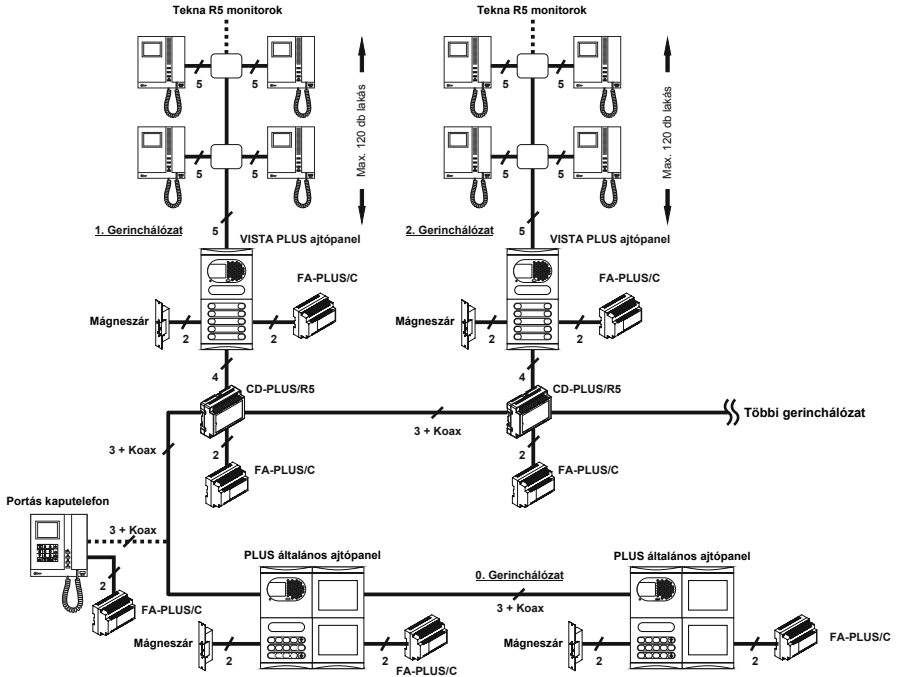 Tekna R5 monitorok
Tekna R5 monitorok
5
5
5
5
Max. 120 db lakás
Max. 120 db lakás
5
5
5
5
5
5
1. Gerinchálózat
2. Gerinchálózat
VISTA PLUS ajtópanel
VISTA PLUS ajtópanel
FA-PLUS/C
FA-PLUS/C
Mágneszár
2
2
Mágneszár
2
2
4
4
CD-PLUS/R5
CD-PLUS/R5
Többi gerinchálózat
3 + Koax
3 + Koax
2
2
FA-PLUS/C
FA-PLUS/C
Portás kaputelefon
3 + Koax
2
FA-PLUS/C
PLUS általános ajtópanel
PLUS általános ajtópanel
0. Gerinchálózat
3 + Koax
Mágneszár
2
2
FA-PLUS/C
Mágneszár
2
2
FA-PLUS/C